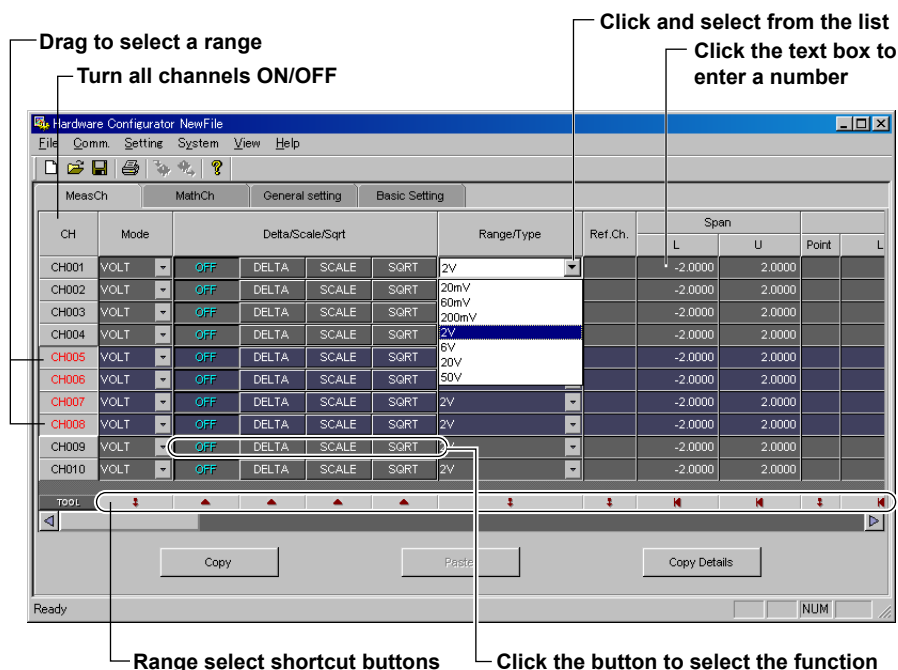 Click and select from the list
Drag to select a range
Click the text box to
enter a number
Turn all channels ON/OFF
Hardware Configurator NewFile
File Comm. Setting System View Help
MeasCh MathCh General setting Basic Setting
CH Mode Delta/Scale/Sqrt Range/Type Ref.Ch. Span
L U Point L
CH001 VOLT OFF DELTA SCALE SQRT 2V -2.0000 2.0000
CH002 VOLT OFF DELTA SCALE SQRT 20mV -2.0000 2.0000
60mV
CH003 VOLT OFF DELTA SCALE SQRT 200mV -2.0000 2.0000
CH004 VOLT OFF DELTA SCALE SQRT 2V -2.0000 2.0000
CH005 VOLT OFF DELTA SCALE SQRT 6V -2.0000 2.0000
20V
CH006 VOLT OFF DELTA SCALE SQRT 50V -2.0000 2.0000
CH007 VOLT OFF DELTA SCALE SQRT 2V -2.0000 2.0000
CH008 VOLT OFF DELTA SCALE SQRT 2V -2.0000 2.0000
CH009 VOLT OFF DELTA SCALE SQRT 2V -2.0000 2.0000
CH010 VOLT OFF DELTA SCALE SQRT 2V -2.0000 2.0000
TOOL
Copy Paste Copy Details
Ready NUM
Range select shortcut buttons
Click the button to select the function